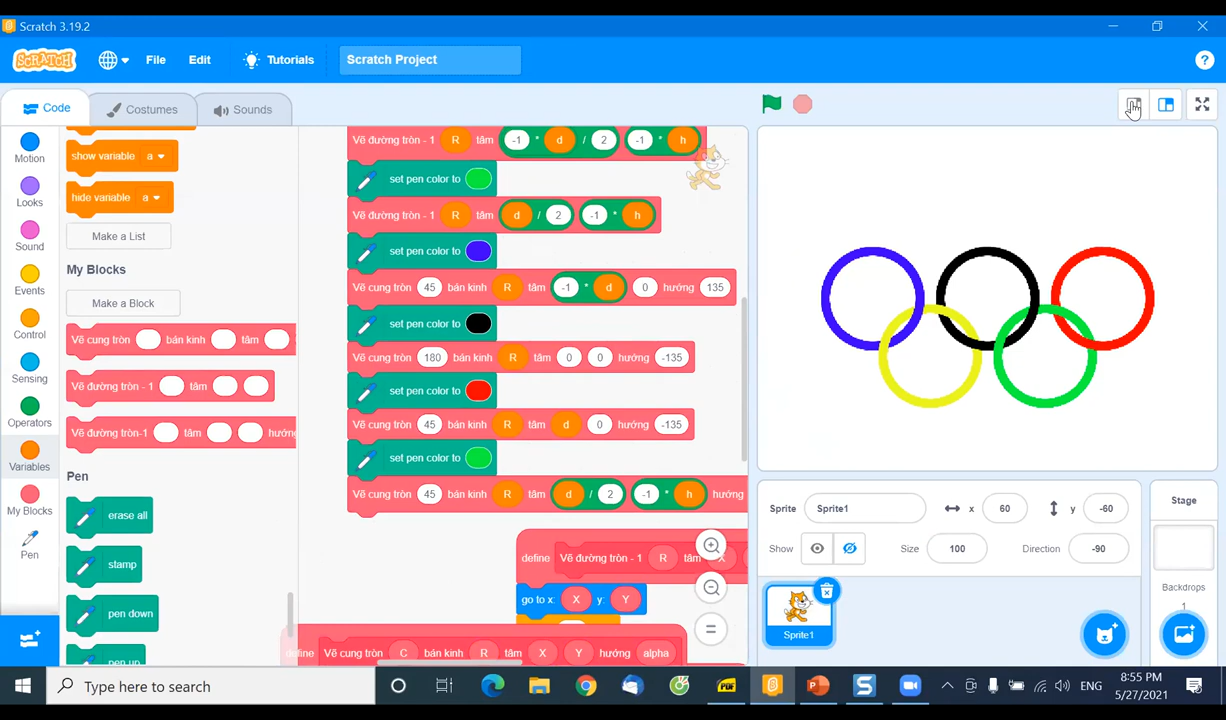 Scratch 3.19.2
SCRATCH File Edit Tutorials Scratch Project
Code Costumes Sounds
Motion
Looks
Sound
Events
Control
Sensing
Operators
Variables
My Blocks
Pen
show variable a
hide variable a
Make a List
My Blocks
Make a Block
Vẽ cung tròn bán kính tâm
Vẽ đường tròn - 1 tâm
Vẽ đường tròn-1 tâm hướng
Pen
erase all
stamp
pen down
pen up
Vẽ đường tròn - 1 R tâm -1 * d / 2 -1 * h
set pen color to
Vẽ đường tròn - 1 R tâm d / 2 -1 * h
set pen color to
Vẽ cung tròn 45 bán kinh R tâm -1 * d 0 hướng 135
set pen color to
Vẽ cung tròn 180 bán kinh R tâm 0 0 hướng -135
set pen color to
Vẽ cung tròn 45 bán kinh R tâm d 0 hướng -135
set pen color to
Vẽ cung tròn 45 bán kinh R tâm d / 2 -1 * h hướng
define Vẽ đường tròn - 1 R tâm X
go to x: X y: Y
define Vẽ cung tròn C bán kính R tâm X Y hướng alpha
Sprite Sprite1 x 60 y -60
Show Size 100 Direction -90
Sprite1
Stage
Backdrops
1
Type here to search
PDF
P
S
ENG
8:55 PM
5/27/2021